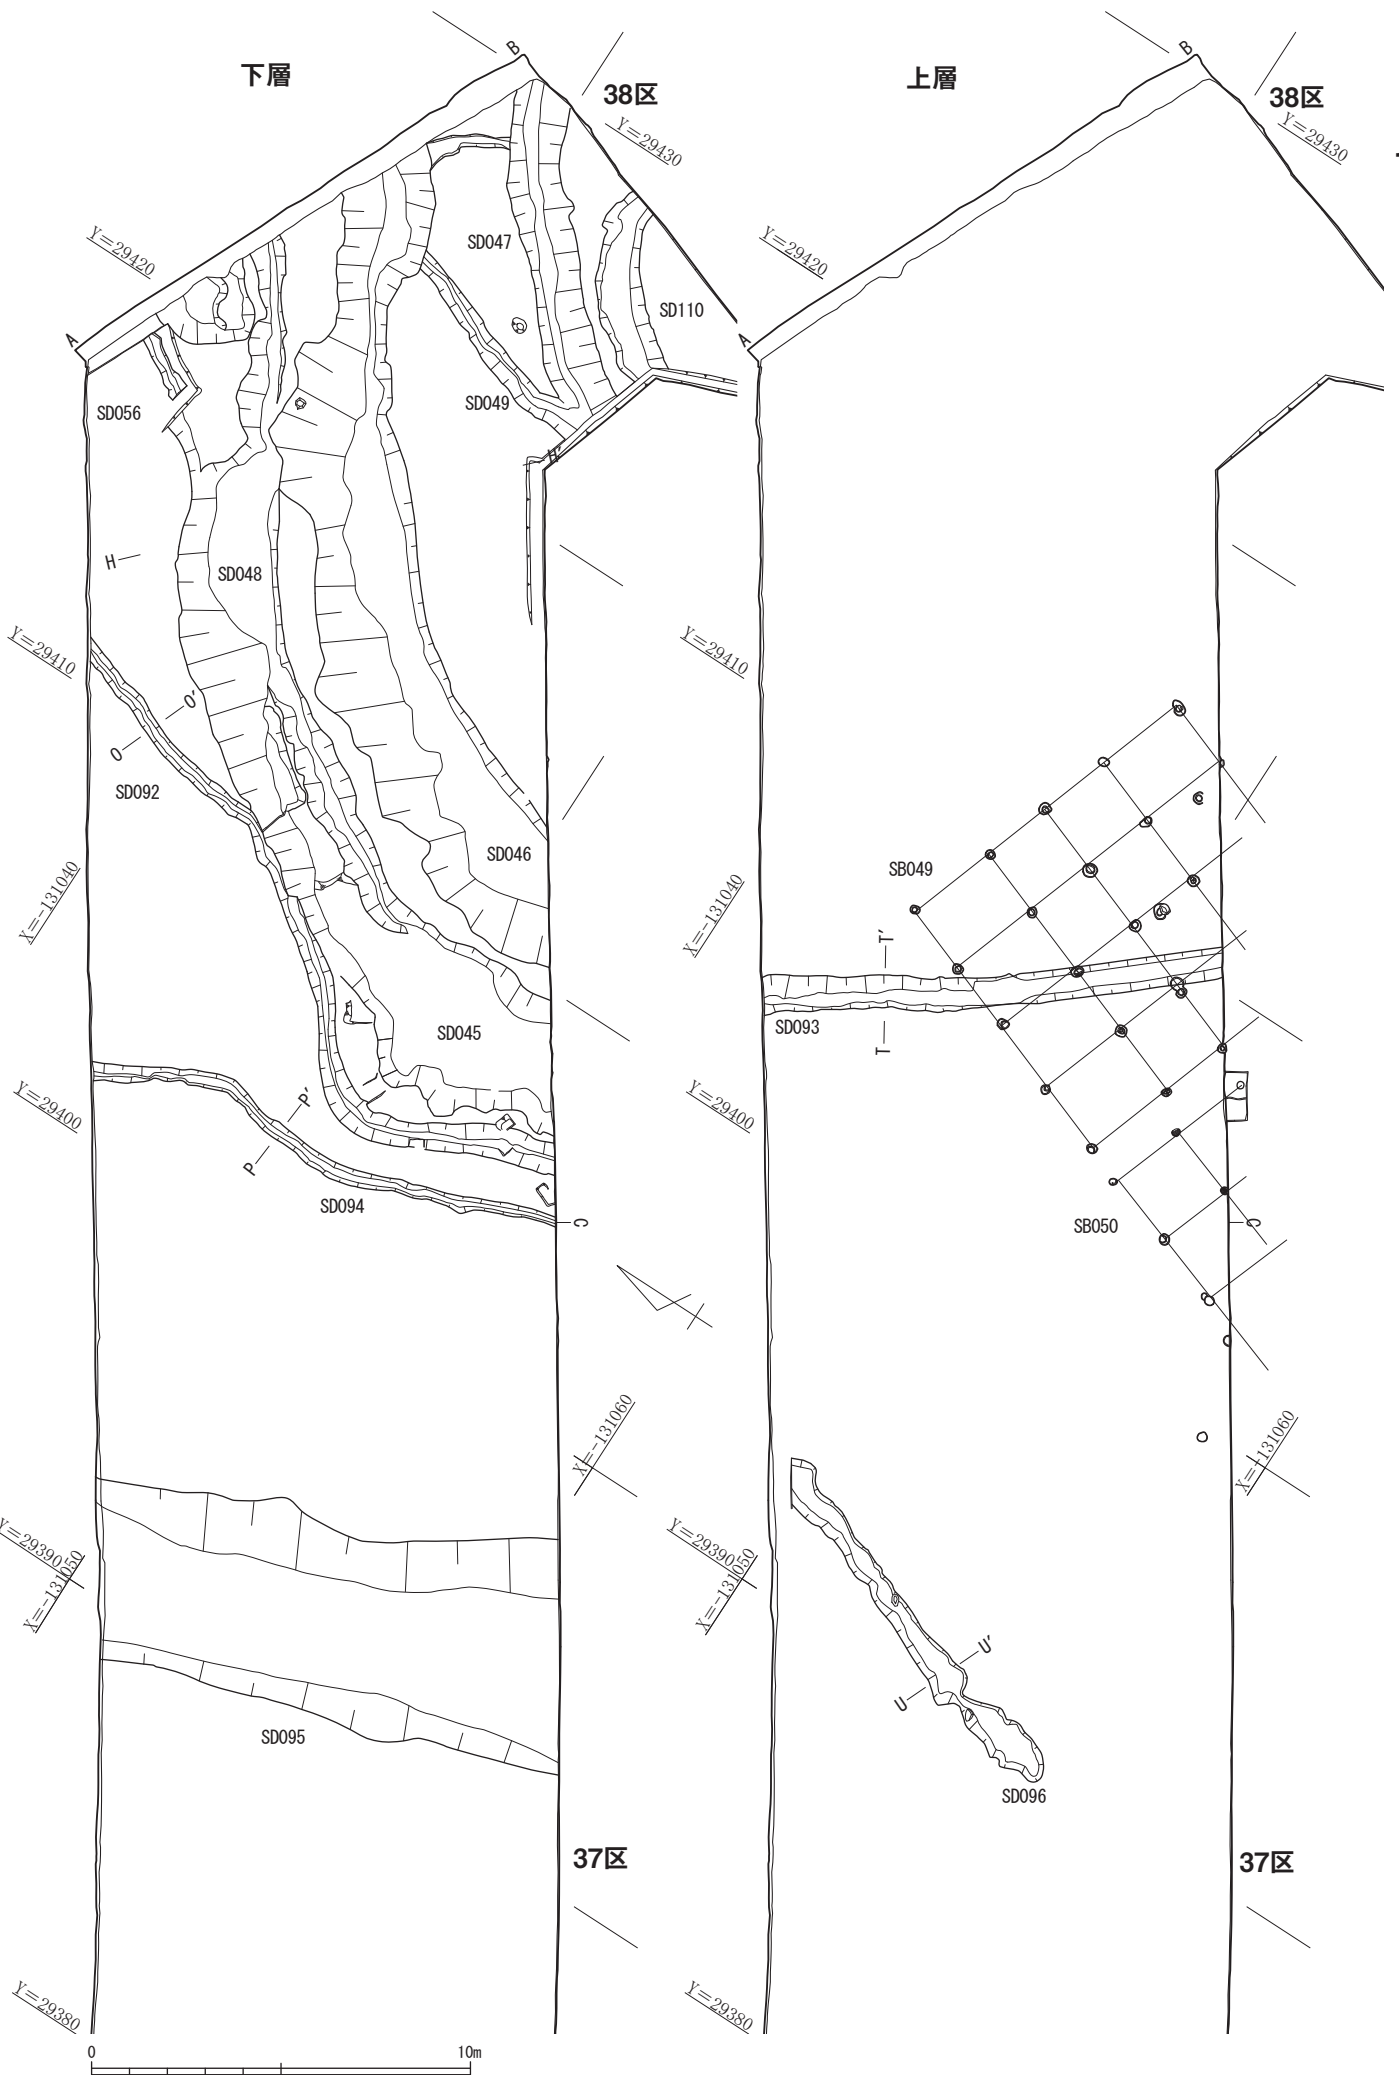 下層
B
38区
Y=29430
SD047
Y=29420
SD110
A
SD049
SD056
H'
H
SD048
Y=29410
O'
O
SD092
SD046
X=-131040
SD045
Y=29400
P'
P
SD094
C
X=-131060
Y=29390
X=-131050
SD095
37区
Y=29380
0
10m
上層
B
38区
Y=29430
Y=29420
A
Y=29410
SB049
X=-131040
T'
SD093
T
Y=29400
SB050
C
X=-131060
Y=29390
X=-131050
U'
U
SD096
37区
Y=29380